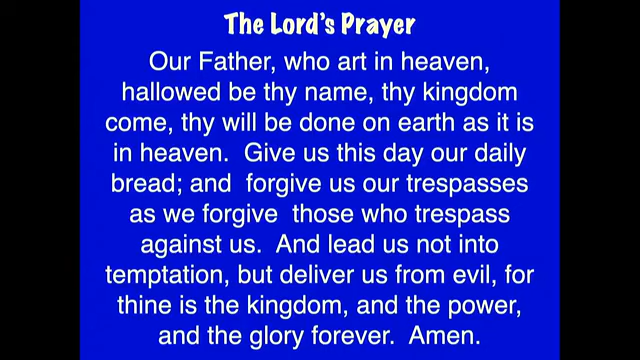 The Lord's Prayer
Our Father, who art in heaven,
hallowed be thy name, thy kingdom
come, thy will be done on earth as it is
in heaven.  Give us this day our daily
bread; and  forgive us our trespasses
as we forgive  those who trespass
against us.  And lead us not into
temptation, but deliver us from evil, for
thine is the kingdom, and the power,
and the glory forever.  Amen.